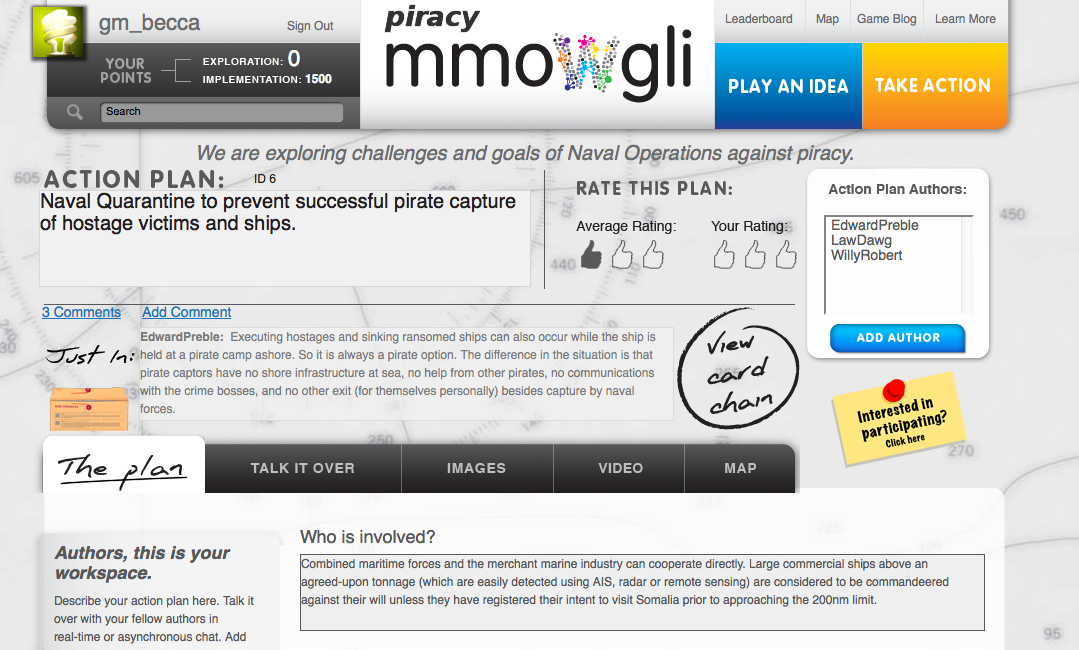 gm_becca
Sign Out
YOUR
POINTS
EXPLORATION: 0
IMPLEMENTATION: 1500
Search
piracy
mmowgli
Leaderboard
Map
Game Blog
Learn More
PLAY AN IDEA
TAKE ACTION
We are exploring challenges and goals of Naval Operations against piracy.
605
ACTION PLAN:
ID 6
Naval Quarantine to prevent successful pirate capture
of hostage victims and ships.
RATE THIS PLAN:
Average Rating:
Your Rating:
440
Action Plan Authors:
EdwardPreble
LawDawg
WillyRobert
ADD AUTHOR
450
3 Comments
Add Comment
Just In:
EdwardPreble: Executing hostages and sinking ransomed ships can also occur while the ship is
held at a pirate camp ashore. So it is always a pirate option. The difference in the situation is that
pirate captors have no shore infrastructure at sea, no help from other pirates, no communications
with the crime bosses, and no other exit (for themselves personally) besides capture by naval
forces.
View
card
chain
Interested in
participating?
Click here
270
250
The plan
TALK IT OVER
IMAGES
VIDEO
MAP
225
200
Authors, this is your
workspace.
Describe your action plan here. Talk it
over with your fellow authors in
real-time or asynchronous chat. Add
Who is involved?
Combined maritime forces and the merchant marine industry can cooperate directly. Large commercial ships above an
agreed-upon tonnage (which are easily detected using AIS, radar or remote sensing) are considered to be commandeered
against their will unless they have registered their intent to visit Somalia prior to approaching the 200nm limit.
95